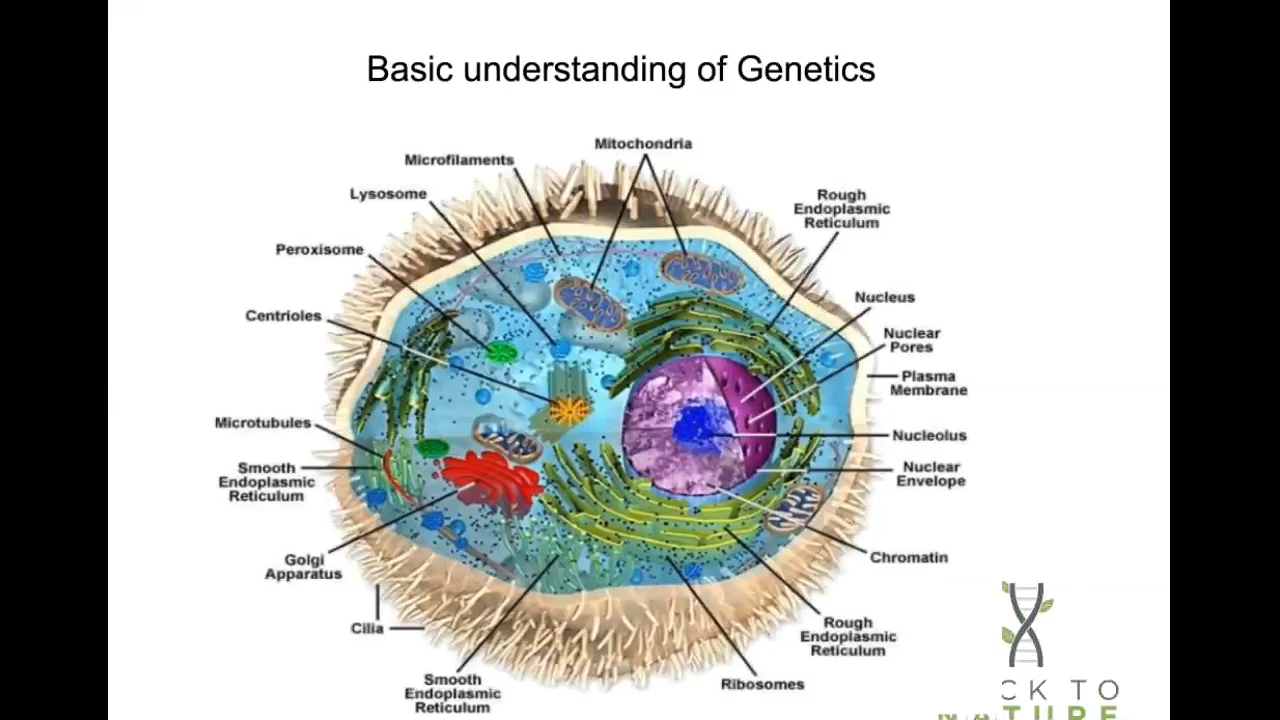 Basic understanding of Genetics
Mitochondria
Microfilaments
Lysosome
Rough
Endoplasmic
Reticulum
Peroxisome
Nucleus
Centrioles
Nuclear
Pores
Plasma
Membrane
Microtubules
Nucleolus
Smooth
Endoplasmic
Reticulum
Nuclear
Envelope
Golgi
Apparatus
Chromatin
Cilia
Rough
Endoplasmic
Reticulum
Smooth
Endoplasmic
Reticulum
Ribosomes
CK TO